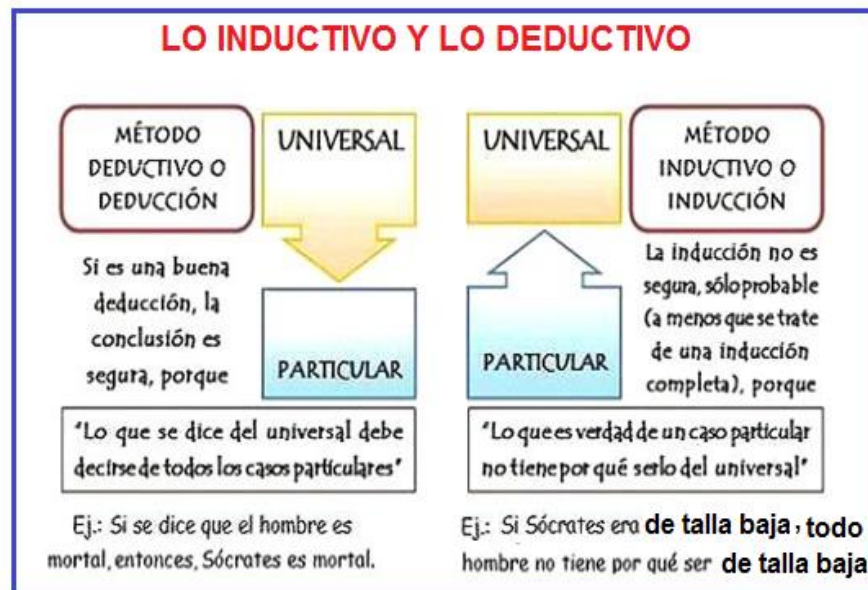 LO INDUCTIVO Y LO DEDUCTIVO
MÉTODO
DEDUCTIVO O
DEDUCCIÓN
UNIVERSAL
Si es una buena
deducción, la
conclusión es
segura, porque
PARTICULAR
"Lo que se dice del universal debe
decirse de todos los casos particulares"
Ej.: Si se dice que el hombre es
mortal, entonces, Sócrates es mortal.
UNIVERSAL
MÉTODO
INDUCTIVO O
INDUCCIÓN
La inducción no es
segura, sólo probable
(a menos que se trate
de una inducción
completa), porque
PARTICULAR
"Lo que es verdad de un caso particular
no tiene por qué serlo del universal"
Ej.: Si Sócrates era de talla baja, todo
hombre no tiene por qué ser de talla baja